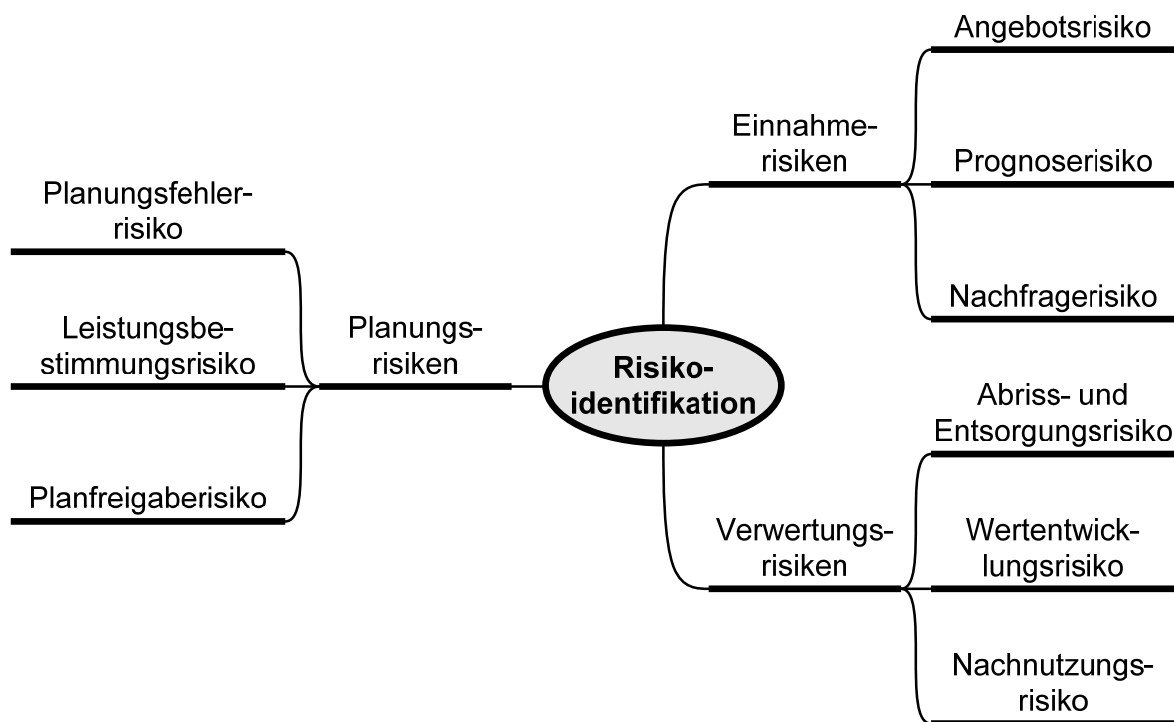 Angebotsrisiko
Einnahme-
risiken
Prognoserisiko
Nachfragerisiko
Planungsfehler-
risiko
Leistungsbe-
stimmungsrisiko
Planfreigaberisiko
Planungs-
risiken
Risiko-
identifikation
Abriss- und
Entsorgungsrisiko
Verwertungs-
risiken
Wertentwick-
lungsrisiko
Nachnutzungs-
risiko